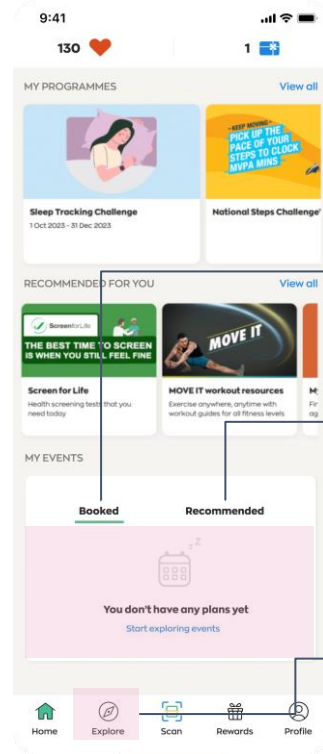 9:41
130
1
MY PROGRAMMES
View all
-KEEP MOVING-
PICK UP THE
PACE OF YOUR
STEPS TO CLOCK
MVPA MINS
Sleep Tracking Challenge
1 Oct 2023 - 31 Dec 2023
National Steps Challenge
RECOMMENDED FOR YOU
View all
ScreenforLife
THE BEST TIME TO SCREEN
IS WHEN YOU STILL FEEL FINE
MOVE IT
Screen for Life
Health screening tests that you
need today
MOVE IT workout resources
Exercise anywhere, anytime with
workout guides for all fitness levels
MY EVENTS
Booked
Recommended
z z
You don't have any plans yet
Start exploring events
Home
Explore
Scan
Rewards
Profile